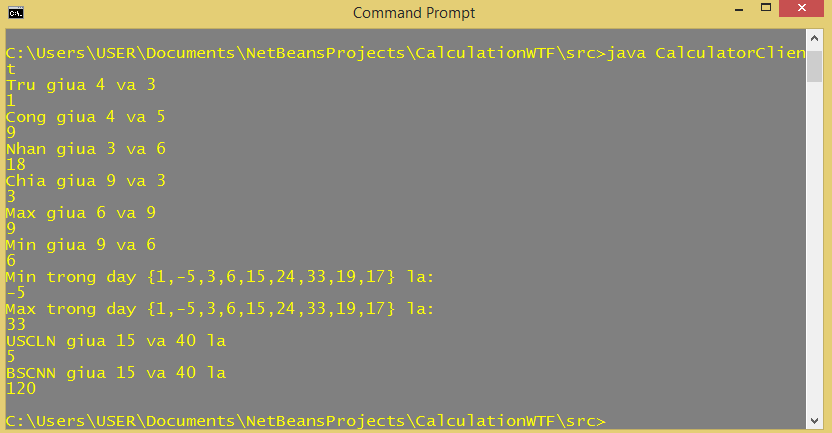 Command Prompt
C:\Users\USER\Documents\NetBeansProjects\CalculationWTF\src>java CalculatorClien
t
Tru giua 4 va 3
1
Cong giua 4 va 5
9
Nhan giua 3 va 6
18
Chia giua 9 va 3
3
Max giua 6 va 9
9
Min giua 9 va 6
6
Min trong day {1,-5,3,6,15,24,33,19,17} la:
-5
Max trong day {1,-5,3,6,15,24,33,19,17} la:
33
USCLN giua 15 va 40 la
5
BSCNN giua 15 va 40 la
120
C:\Users\USER\Documents\NetBeansProjects\CalculationWTF\src>